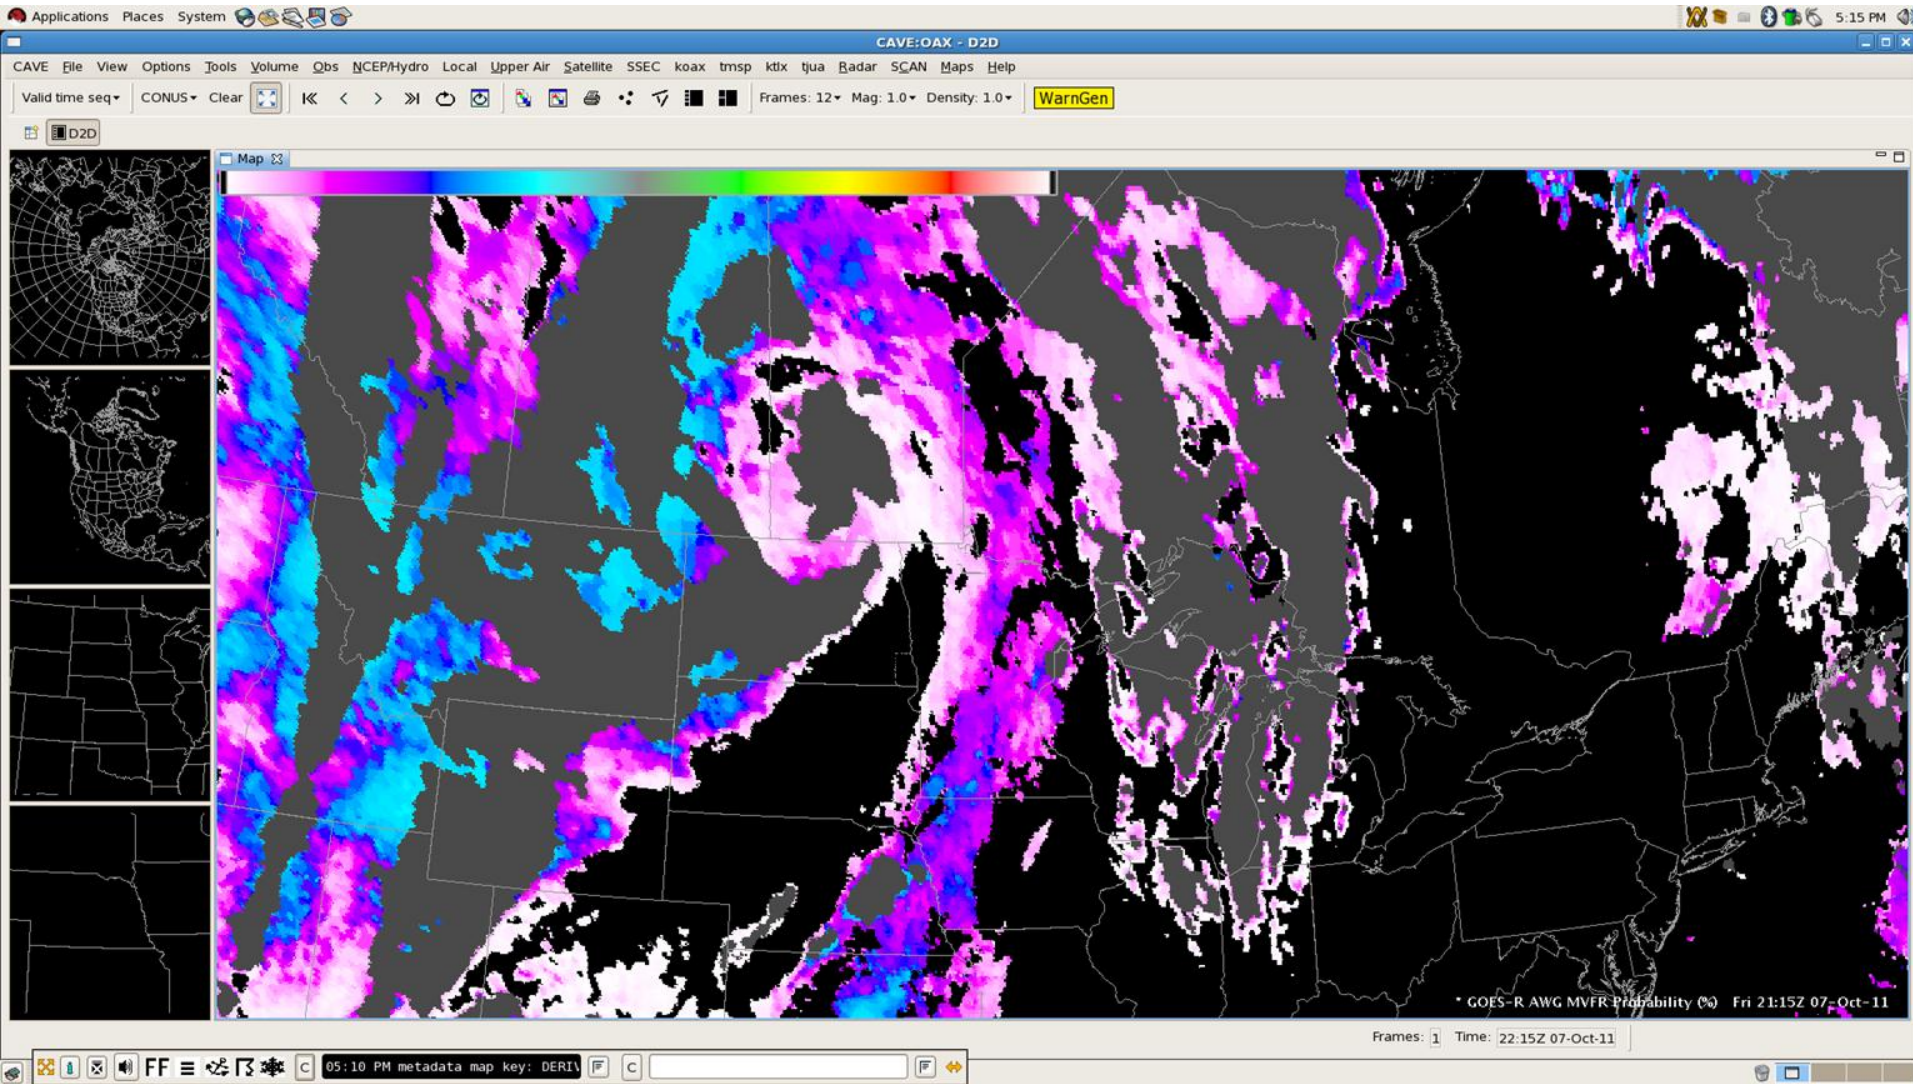 Applications Places System 5:15 PM
CAVE:OAX - D2D
CAVE File View Options Tools Volume Obs NCEP/Hydro Local Upper Air Satellite SSEC koax tmsp ktlx tjua Radar SCAN Maps Help
Valid time seq CONUS Clear Frames: 12 Mag: 1.0 Density: 1.0 WarnGen
D2D
Map
* GOES-R AWG MVFR Probability (%) Fri 21:15Z 07-Oct-11
Frames: 1 Time: 22:15Z 07-Oct-11
FF C 05:10 PM metadata map key: DERIV F C F